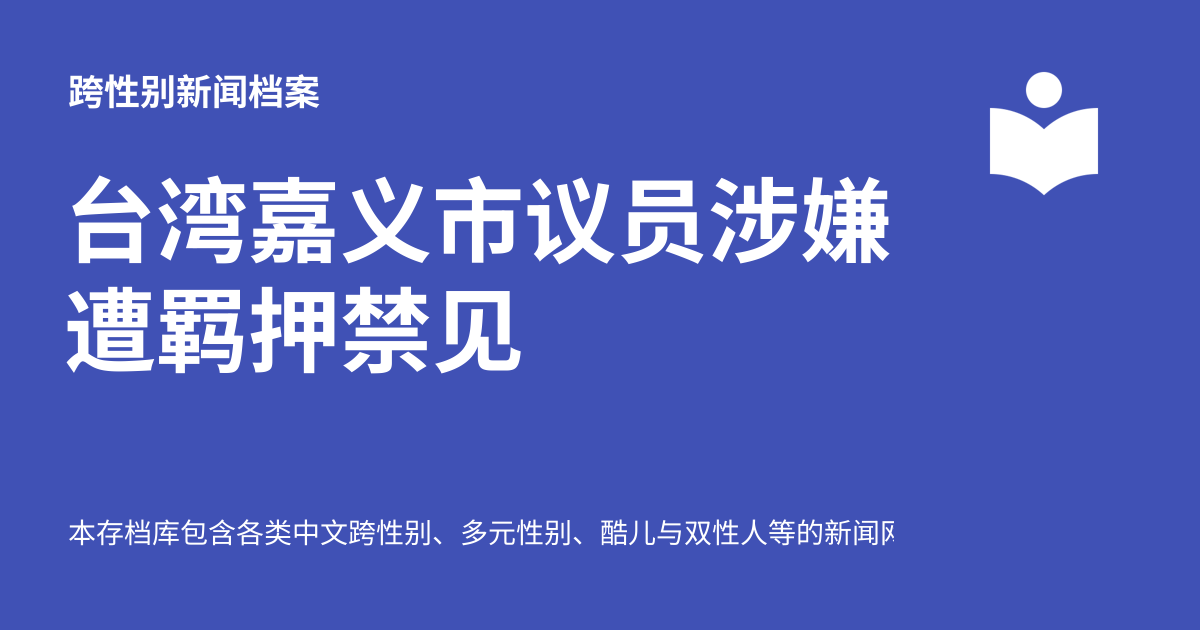 跨性别新闻档案
台湾嘉义市议员涉嫌
遭羁押禁见
本存档库包含各类中文跨性别、多元性别、酷儿与双性人等的新闻